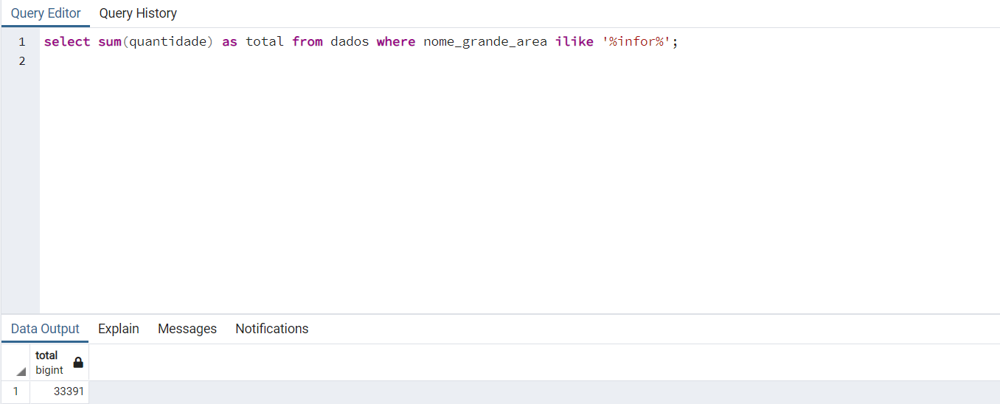 Query Editor Query History
1 select sum(quantidade) as total from dados where nome_grande_area ilike '%infor%';
2
Data Output Explain Messages Notifications
total
bigint
1 33391